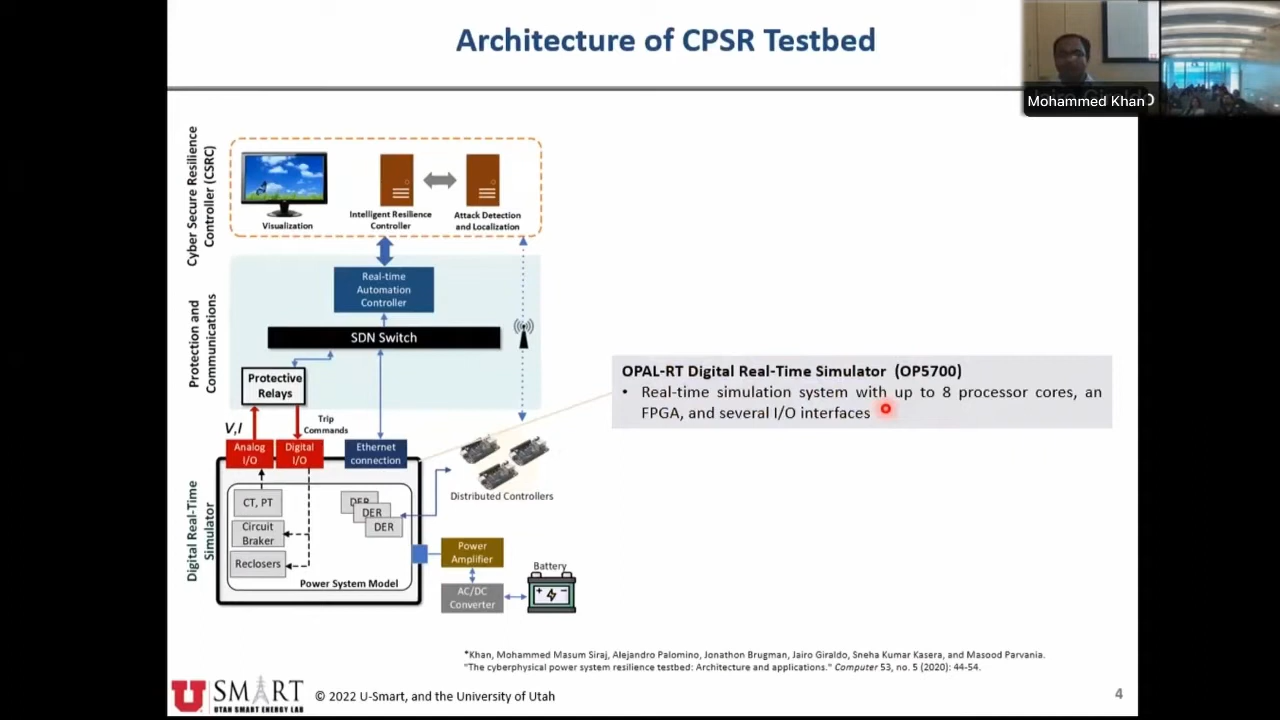 Architecture of CPSR Testbed
Mohammed Khan
Cyber Secure Resilience
Controller (CSRC)
Visualization
Intelligent Resilience
Controller
Attack Detection
and Localization
Protection and
Communications
Real-time
Automation
Controller
SDN Switch
Protective
Relays
V,I
Trip
Commands
Analog
I/O
Digital
I/O
Ethernet
connection
OPAL-RT Digital Real-Time Simulator (OP5700)
• Real-time simulation system with up to 8 processor cores, an
FPGA, and several I/O interfaces
Digital Real-Time
Simulator
CT, PT
Circuit
Braker
Reclosers
DER
DER
DER
Power System Model
Distributed Controllers
Power
Amplifier
AC/DC
Converter
Battery
*Khan, Mohammed Masum Siraj, Alejandro Palomino, Jonathon Brugman, Jairo Giraldo, Sneha Kumar Kasera, and Masood Parvania.
"The cyberphysical power system resilience testbed: Architecture and applications." Computer 53, no. 5 (2020): 44-54.
U SMART
UTAH SMART ENERGY LAB
© 2022 U-Smart, and the University of Utah
4